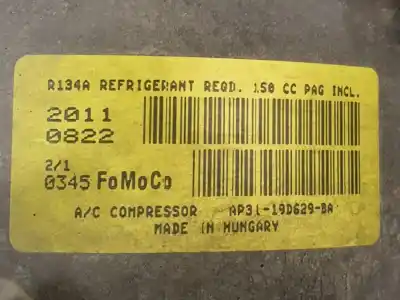 R134A REFRIGERANT REQD. 150 CC PAG INCL.
2011
0822
2/1
0345 FoMoCo
A/C COMPRESSOR AP31-19D629-BA
MADE IN HUNGARY